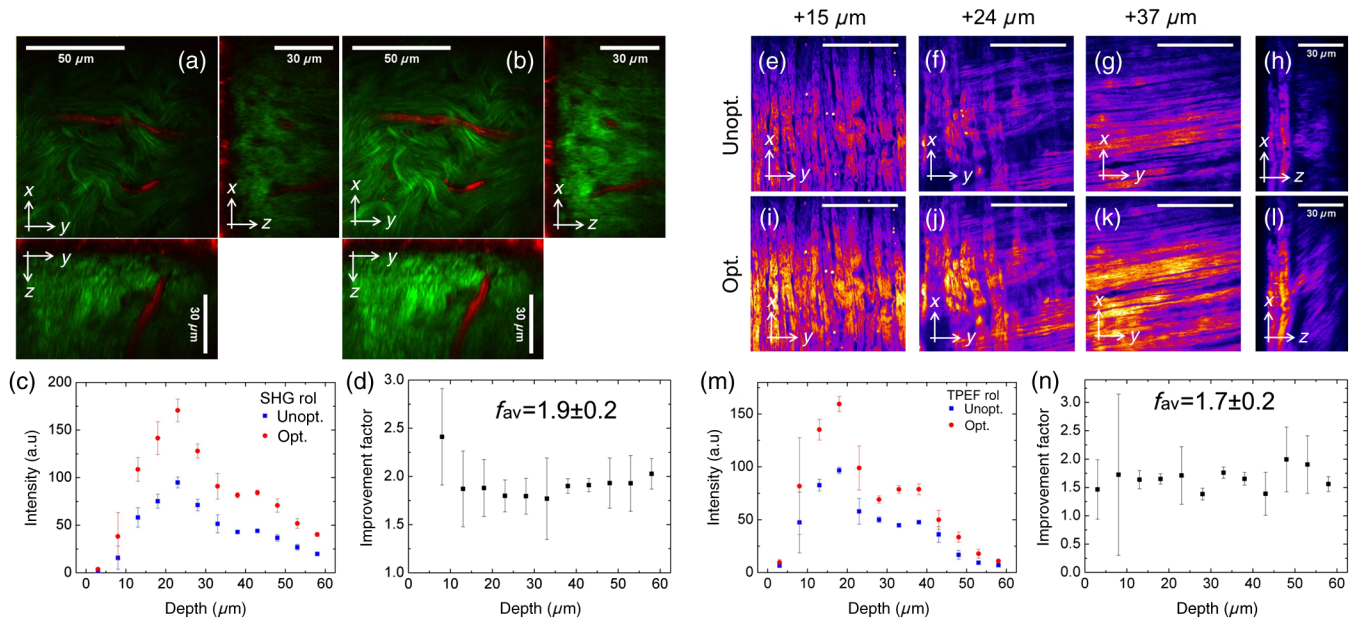 +15 µm +24 µm +37 µm
50 µm (a) 30 µm 50 µm (b) 30 µm
x y x z x y x z
y z 30 µm y z 30 µm
Unopt. (e) (f) (g) (h) 30 µm
x y x y x y x z
Opt. (i) (j) (k) (l) 30 µm
x y x y x y x z
(c) SHG rol
Unopt.
Opt.
Intensity (a.u)
200
150
100
50
0
0 10 20 30 40 50 60
Depth (µm)
(d) fav=1.9±0.2
Improvement factor
3.0
2.5
2.0
1.5
1.0
0 10 20 30 40 50 60
Depth (µm)
(m) TPEF rol
Unopt.
Opt.
Intensity (a.u)
150
100
50
0
0 10 20 30 40 50 60
Depth (µm)
(n) fav=1.7±0.2
Improvement factor
3.0
2.5
2.0
1.5
1.0
0.5
0.0
0 10 20 30 40 50 60
Depth (µm)